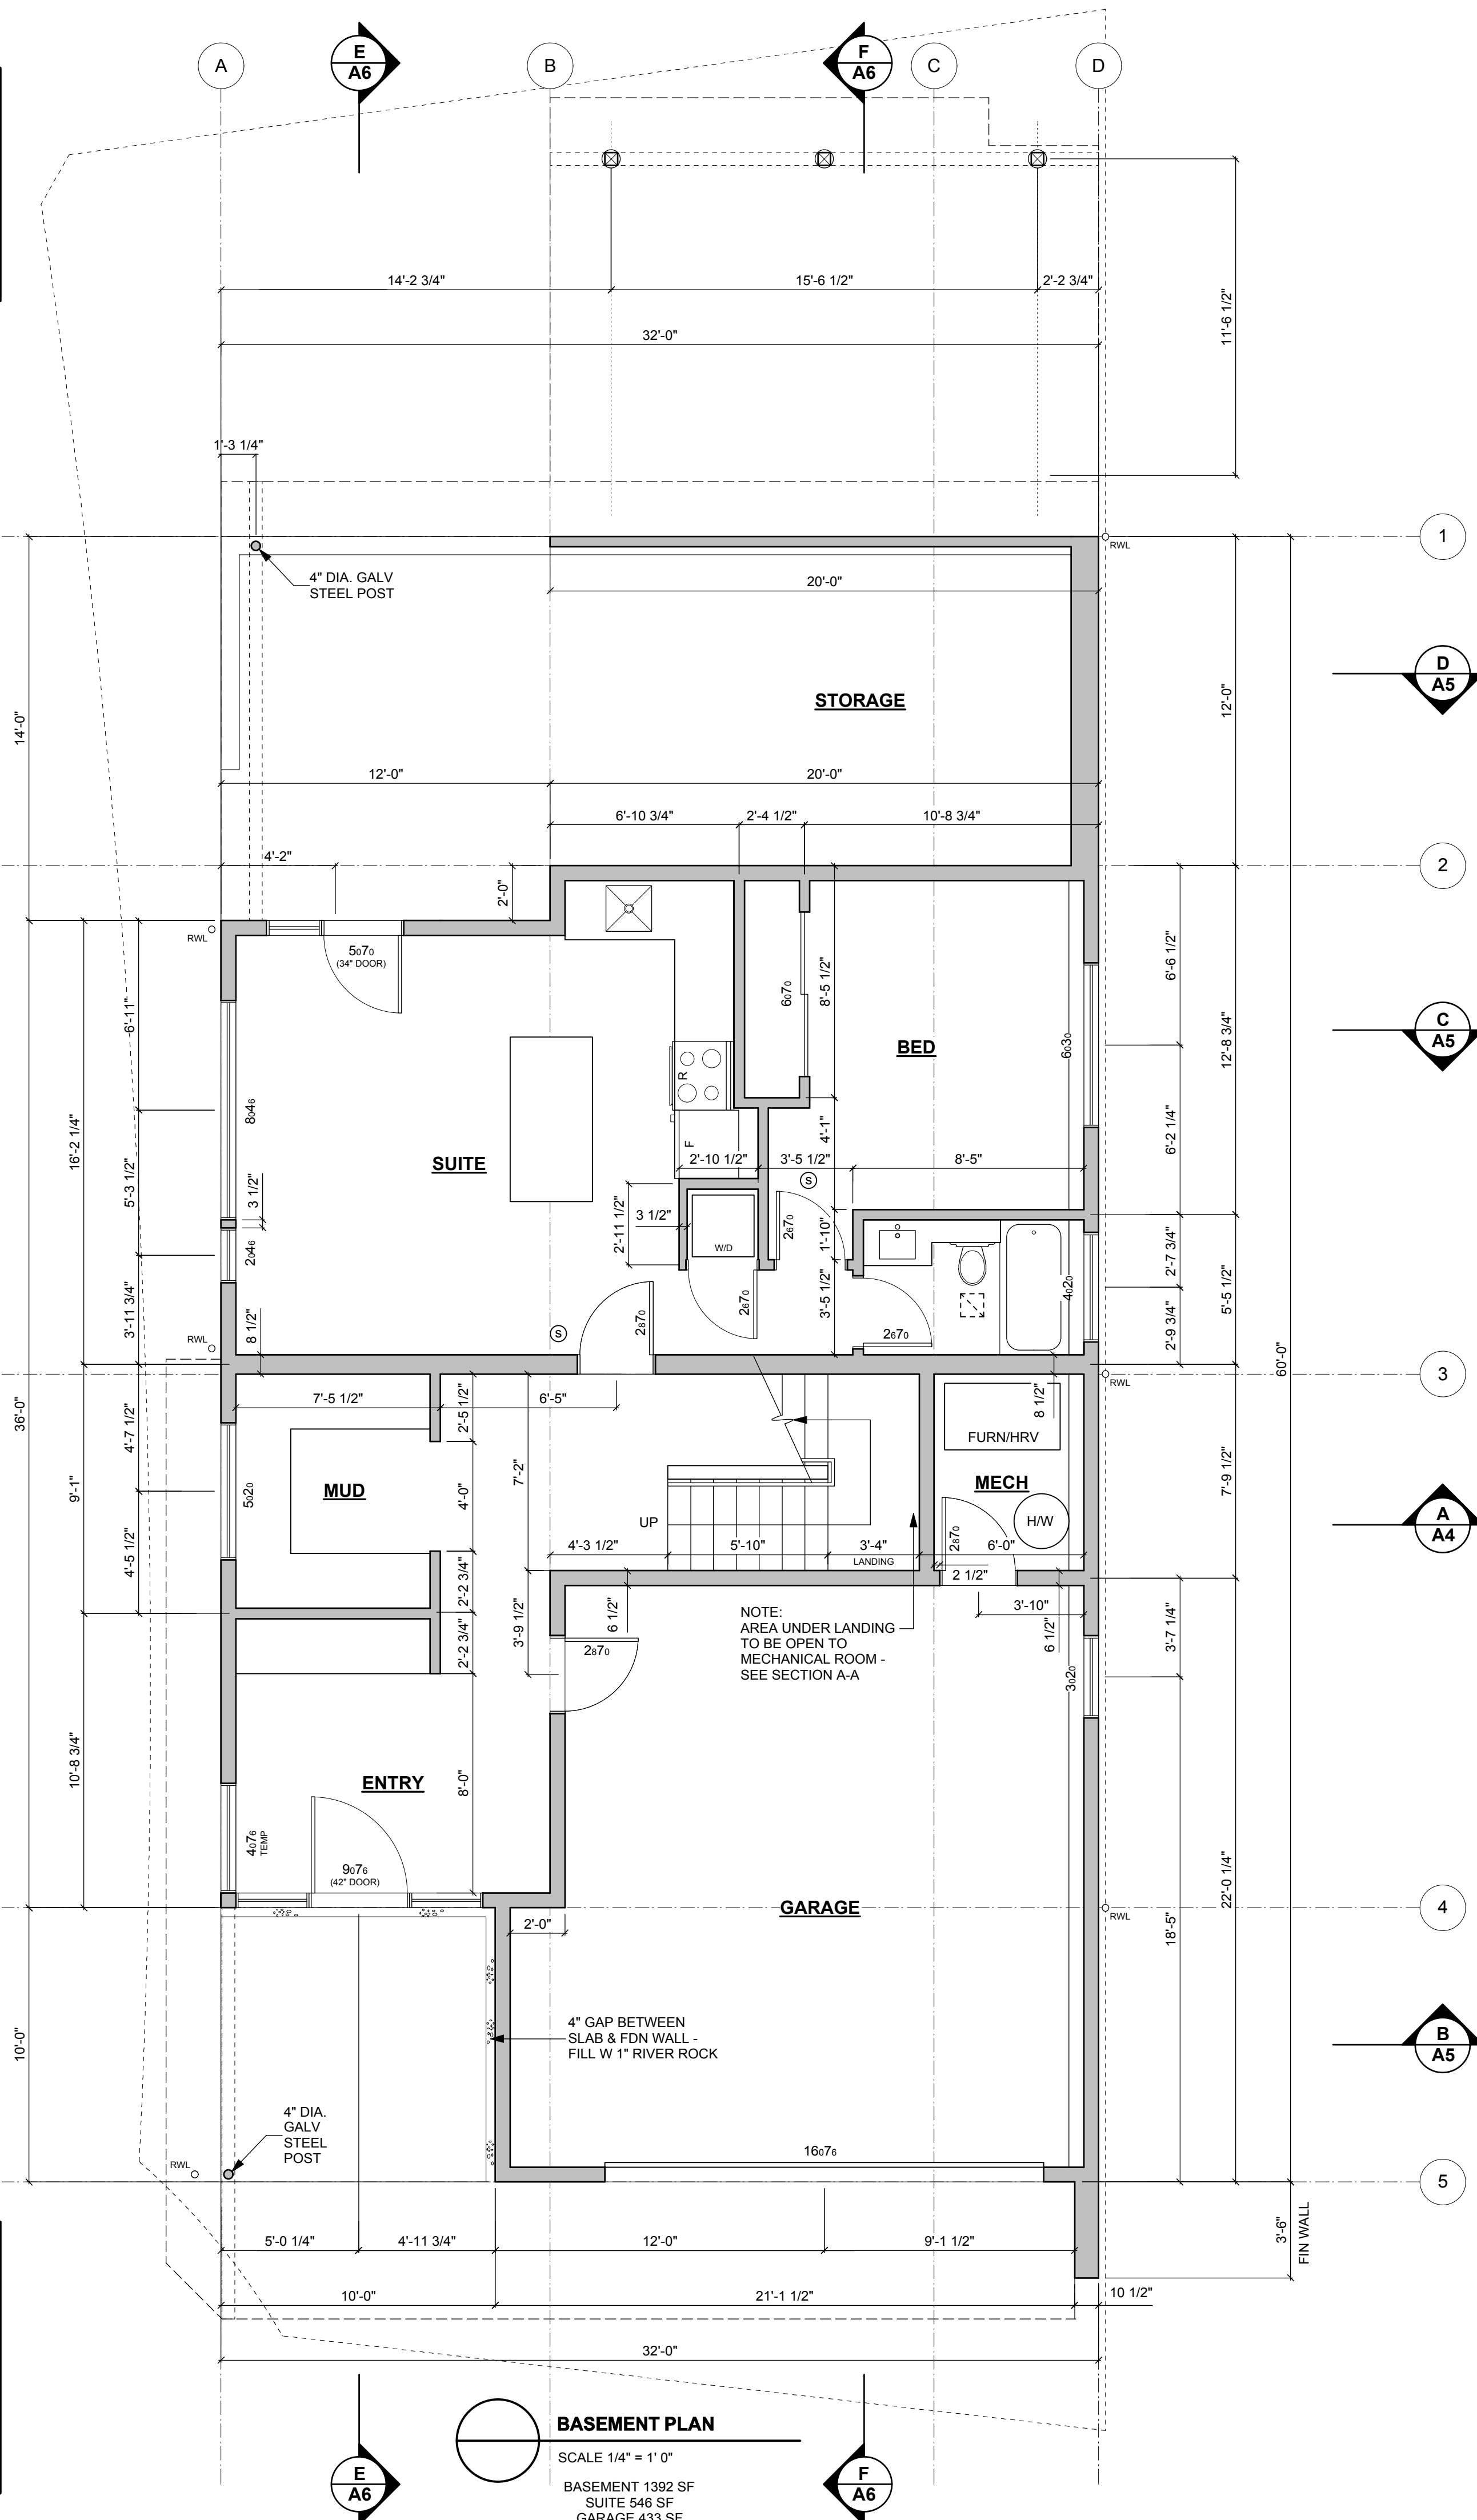 A
E
A6
B
F
A6
C
D
14'-2 3/4"
15'-6 1/2"
2'-2 3/4"
11'-6 1/2"
32'-0"
1'-3 1/4"
1
RWL
4" DIA. GALV
STEEL POST
20'-0"
D
A5
STORAGE
14'-0"
12'-0"
12'-0"
20'-0"
6'-10 3/4"
2'-4 1/2"
10'-8 3/4"
4'-2"
2'-0"
2
RWL
5070
(34" DOOR)
6'-11"
6070
8'-5 1/2"
6'-6 1/2"
BED
6030
12'-8 3/4"
C
A5
8046
16'-2 1/4"
R
F
4'-1"
6'-2 1/4"
SUITE
2'-10 1/2"
3'-5 1/2"
8'-5"
S
5'-3 1/2"
3 1/2"
2'-11 1/2"
3 1/2"
W/D
2670
1'-10"
2046
3'-11 3/4"
2670
3'-5 1/2"
4020
2'-7 3/4"
5'-5 1/2"
2'-9 3/4"
RWL
8 1/2"
S
2870
2670
60'-0"
3
RWL
36'-0"
7'-5 1/2"
6'-5"
2'-5 1/2"
8 1/2"
FURN/HRV
4'-7 1/2"
9'-1"
5020
MUD
4'-0"
7'-2"
MECH
7'-9 1/2"
UP
H/W
A
A4
4'-5 1/2"
4'-3 1/2"
5'-10"
3'-4"
LANDING
2870
6'-0"
2 1/2"
2'-2 3/4"
3'-9 1/2"
6 1/2"
NOTE:
AREA UNDER LANDING
TO BE OPEN TO
MECHANICAL ROOM -
SEE SECTION A-A
3'-10"
6 1/2"
3'-7 1/4"
2'-2 3/4"
2870
3020
10'-8 3/4"
ENTRY
8'-0"
4076
TEMP
9076
(42" DOOR)
22'-0 1/4"
18'-5"
GARAGE
4
RWL
2'-0"
10'-0"
4" GAP BETWEEN
SLAB & FDN WALL -
FILL W 1" RIVER ROCK
B
A5
4" DIA.
GALV
STEEL
POST
RWL
16076
5
5'-0 1/4"
4'-11 3/4"
12'-0"
9'-1 1/2"
3'-6"
FIN WALL
10'-0"
21'-1 1/2"
10 1/2"
32'-0"
BASEMENT PLAN
SCALE 1/4" = 1' 0"
E
A6
F
A6
BASEMENT 1392 SF
SUITE 546 SF
GARAGE 433 SF